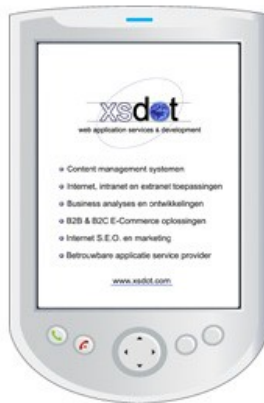 xsdot
web application services & development
Content management systemen
Internet, intranet en extranet toepassingen
Business analyses en ontwikkelingen
B2B & B2C E-Commerce oplossingen
Internet S.E.O. en marketing
Betrouwbare applicatie service provider
www.xsdot.com